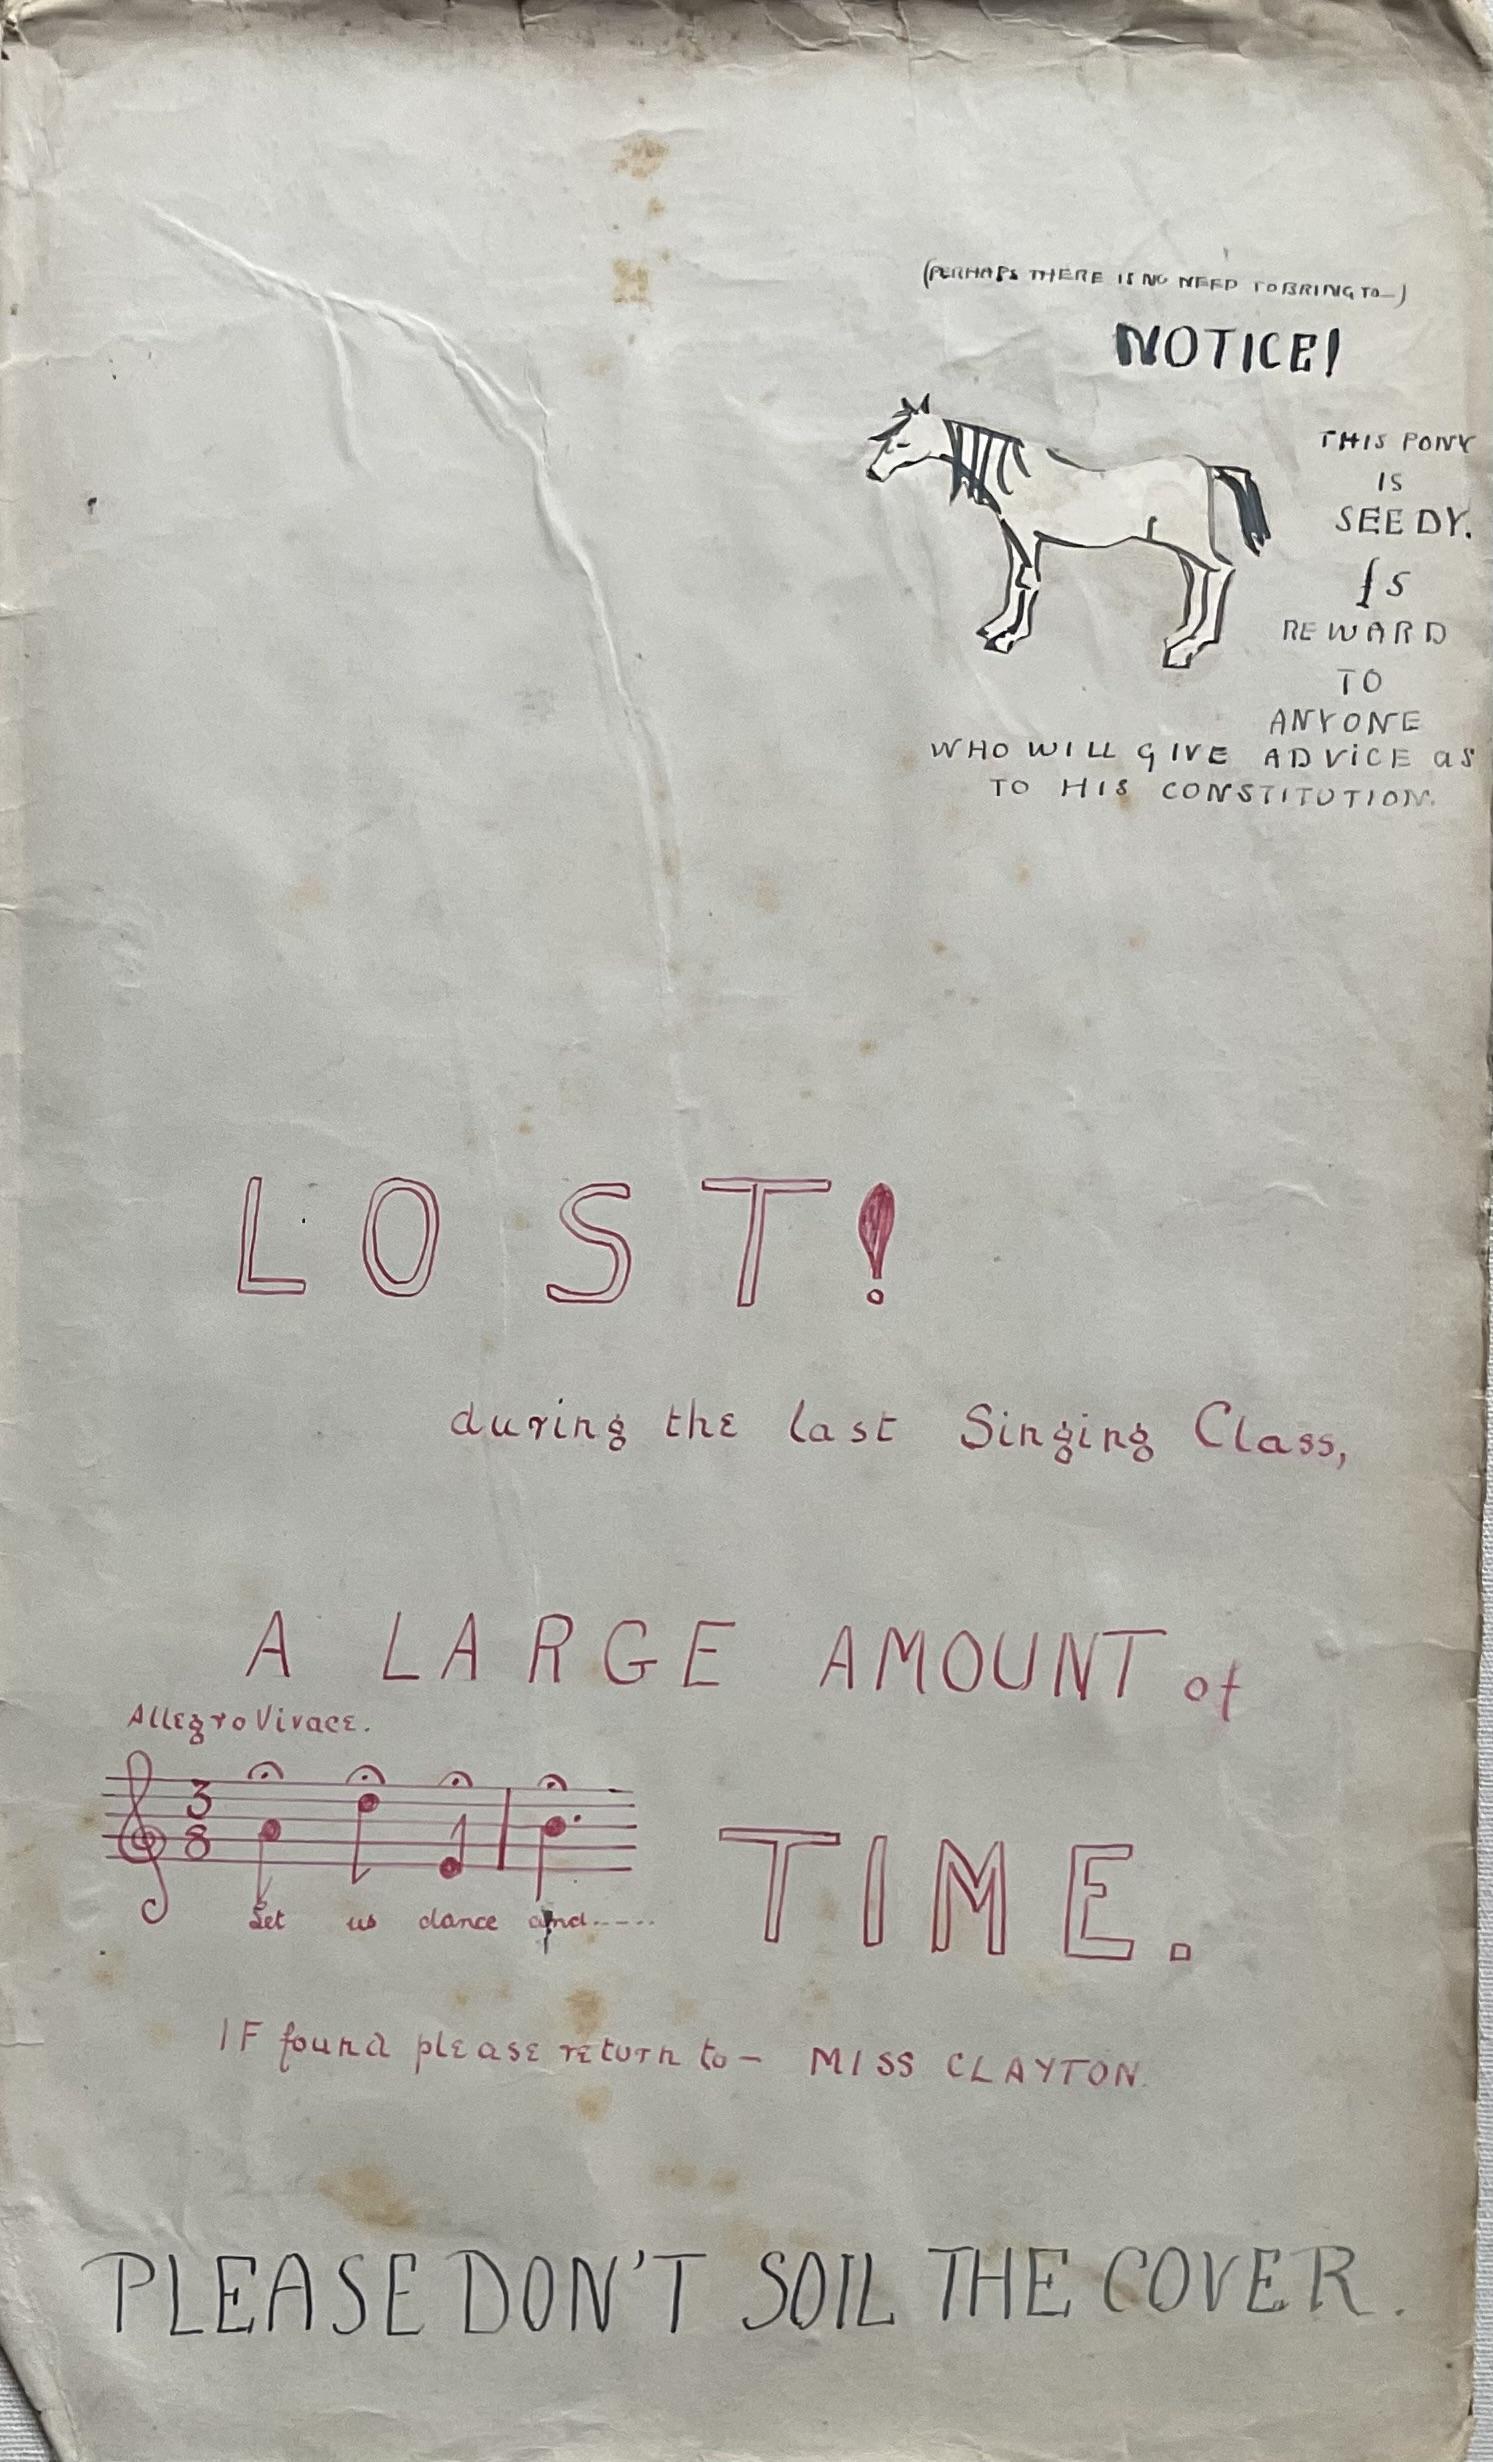 (PERHAPS THERE IS NO NEED TO BRING TO—)
NOTICE!
THIS PONY
IS
SEEDY.
IS
REWARD
TO
ANYONE
WHO WILL GIVE ADVICE as
TO HIS CONSTITUTION.
LOST!
during the last Singing Class,
A LARGE AMOUNT of
Allegro Vivace.
3
8
Let us dance and-----
TIME.
IF found please return to — MISS CLAYTON.
PLEASE DON'T SOIL THE COVER.